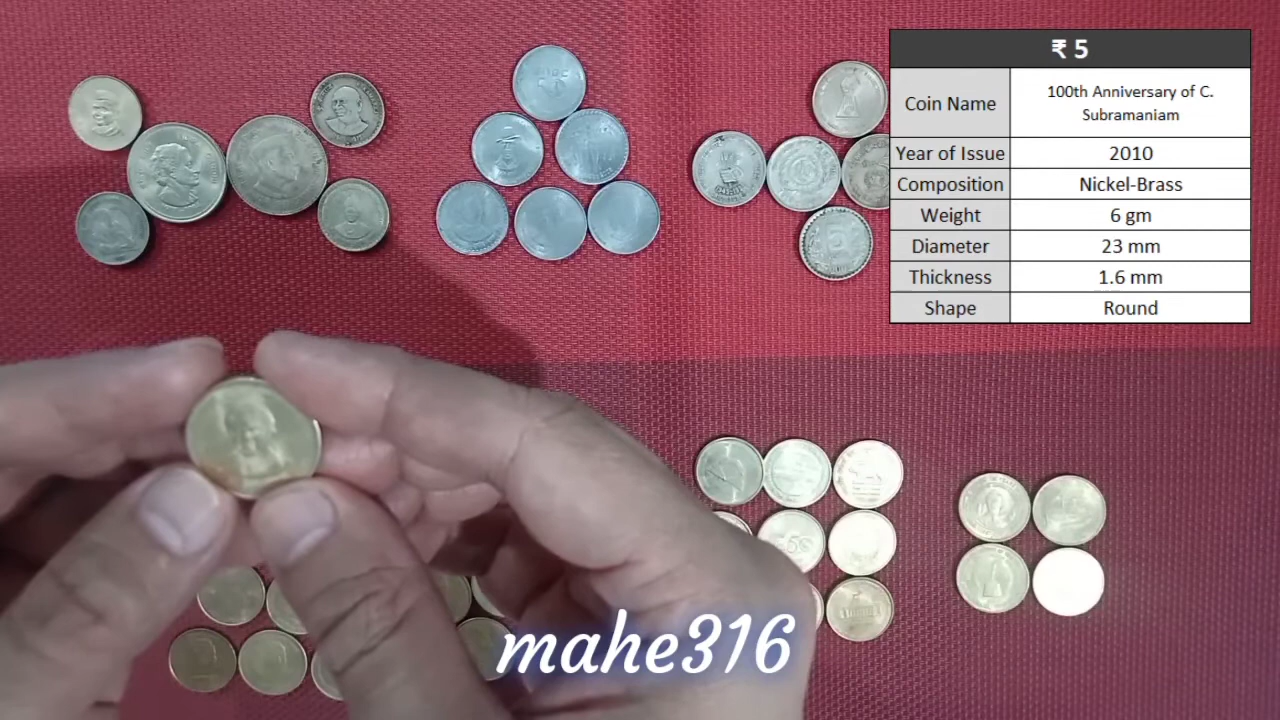 ₹ 5
Coin Name 100th Anniversary of C.
Subramaniam
Year of Issue 2010
Composition Nickel-Brass
Weight 6 gm
Diameter 23 mm
Thickness 1.6 mm
Shape Round
mahe316